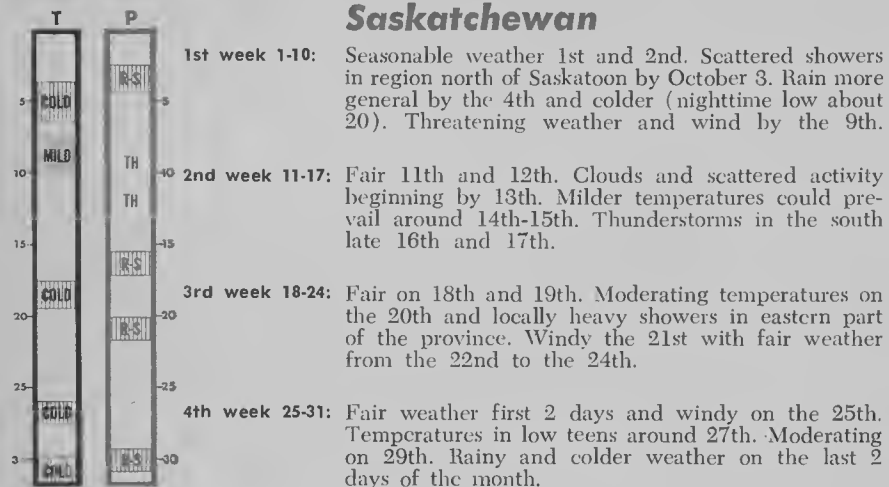 Saskatchewan
T P
1st week 1-10: Seasonable weather 1st and 2nd. Scattered showers
in region north of Saskatoon by October 3. Rain more
general by the 4th and colder (nighttime low about
20). Threatening weather and wind by the 9th.
2nd week 11-17: Fair 11th and 12th. Clouds and scattered activity
beginning by 13th. Milder temperatures could pre-
vail around 14th-15th. Thunderstorms in the south
late 16th and 17th.
3rd week 18-24: Fair on 18th and 19th. Moderating temperatures on
the 20th and locally heavy showers in eastern part
of the province. Windy the 21st with fair weather
from the 22nd to the 24th.
4th week 25-31: Fair weather first 2 days and windy on the 25th.
Temperatures in low teens around 27th. Moderating
on 29th. Rainy and colder weather on the last 2
days of the month.
R-S
5 COLD 5
MILD TH
10 10
TH
15 15
R-S
COLD
20 R-S 20
25 25
COLD
3 COLD R-S 30